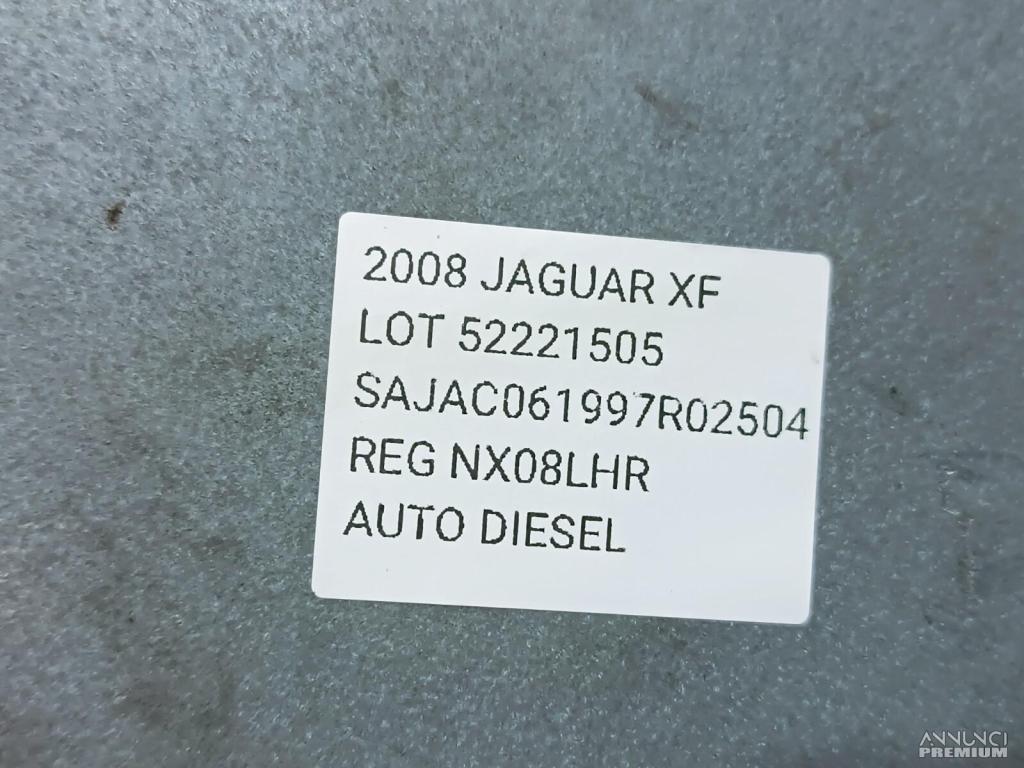 2008 JAGUAR XF
LOT 52221505
SAJAC061997R02504
REG NX08LHR
AUTO DIESEL
ANNUNCI
PREMIUM